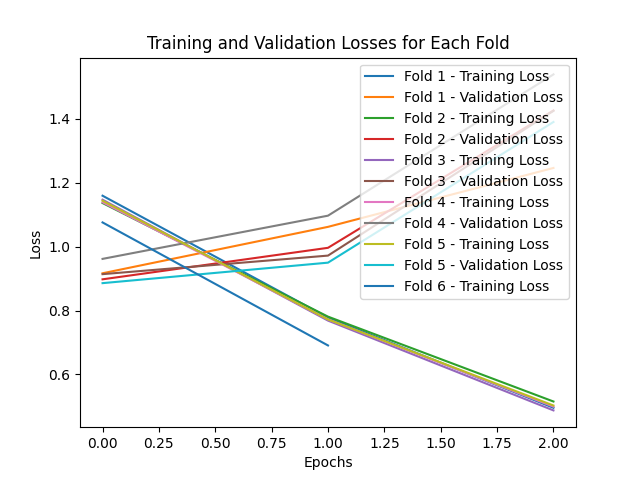 Training and Validation Losses for Each Fold
Fold 1 - Training Loss
Fold 1 - Validation Loss
Fold 2 - Training Loss
Fold 2 - Validation Loss
Fold 3 - Training Loss
Fold 3 - Validation Loss
Fold 4 - Training Loss
Fold 4 - Validation Loss
Fold 5 - Training Loss
Fold 5 - Validation Loss
Fold 6 - Training Loss
1.4
1.2
1.0
0.8
0.6
Loss
0.00 0.25 0.50 0.75 1.00 1.25 1.50 1.75 2.00
Epochs